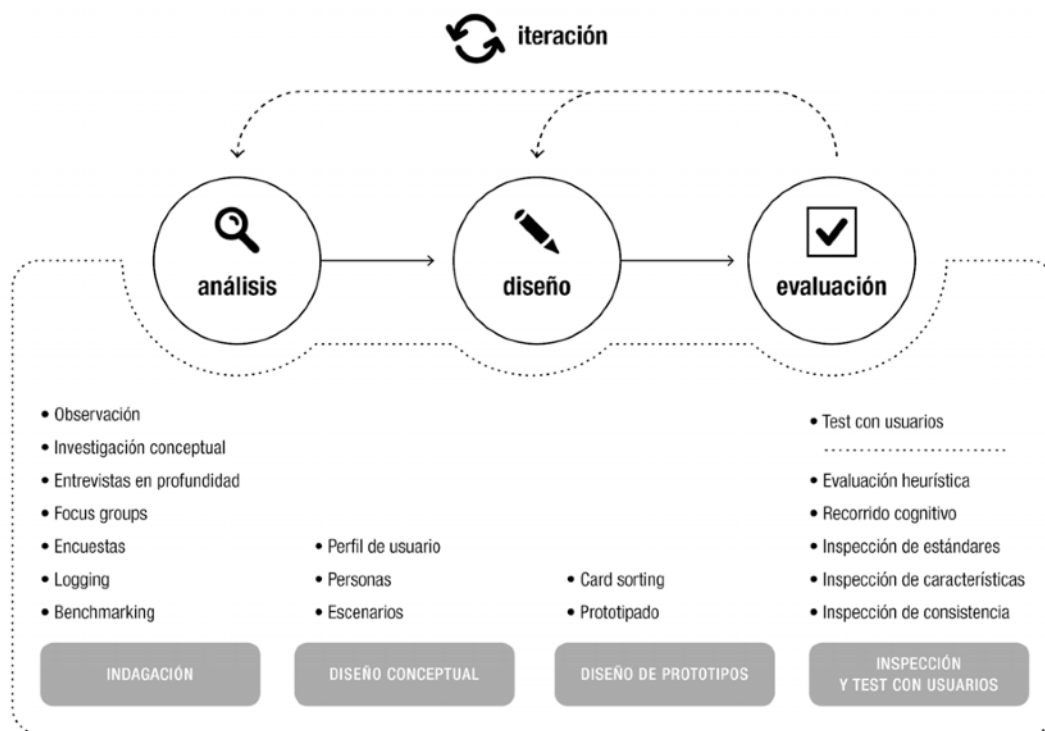 iteración
análisis
diseño
evaluación
• Observación
• Investigación conceptual
• Entrevistas en profundidad
• Focus groups
• Encuestas
• Logging
• Benchmarking
INDAGACIÓN
• Perfil de usuario
• Personas
• Escenarios
DISEÑO CONCEPTUAL
• Card sorting
• Prototipado
DISEÑO DE PROTOTIPOS
• Test con usuarios
• Evaluación heurística
• Recorrido cognitivo
• Inspección de estándares
• Inspección de características
• Inspección de consistencia
INSPECCIÓN
Y TEST CON USUARIOS